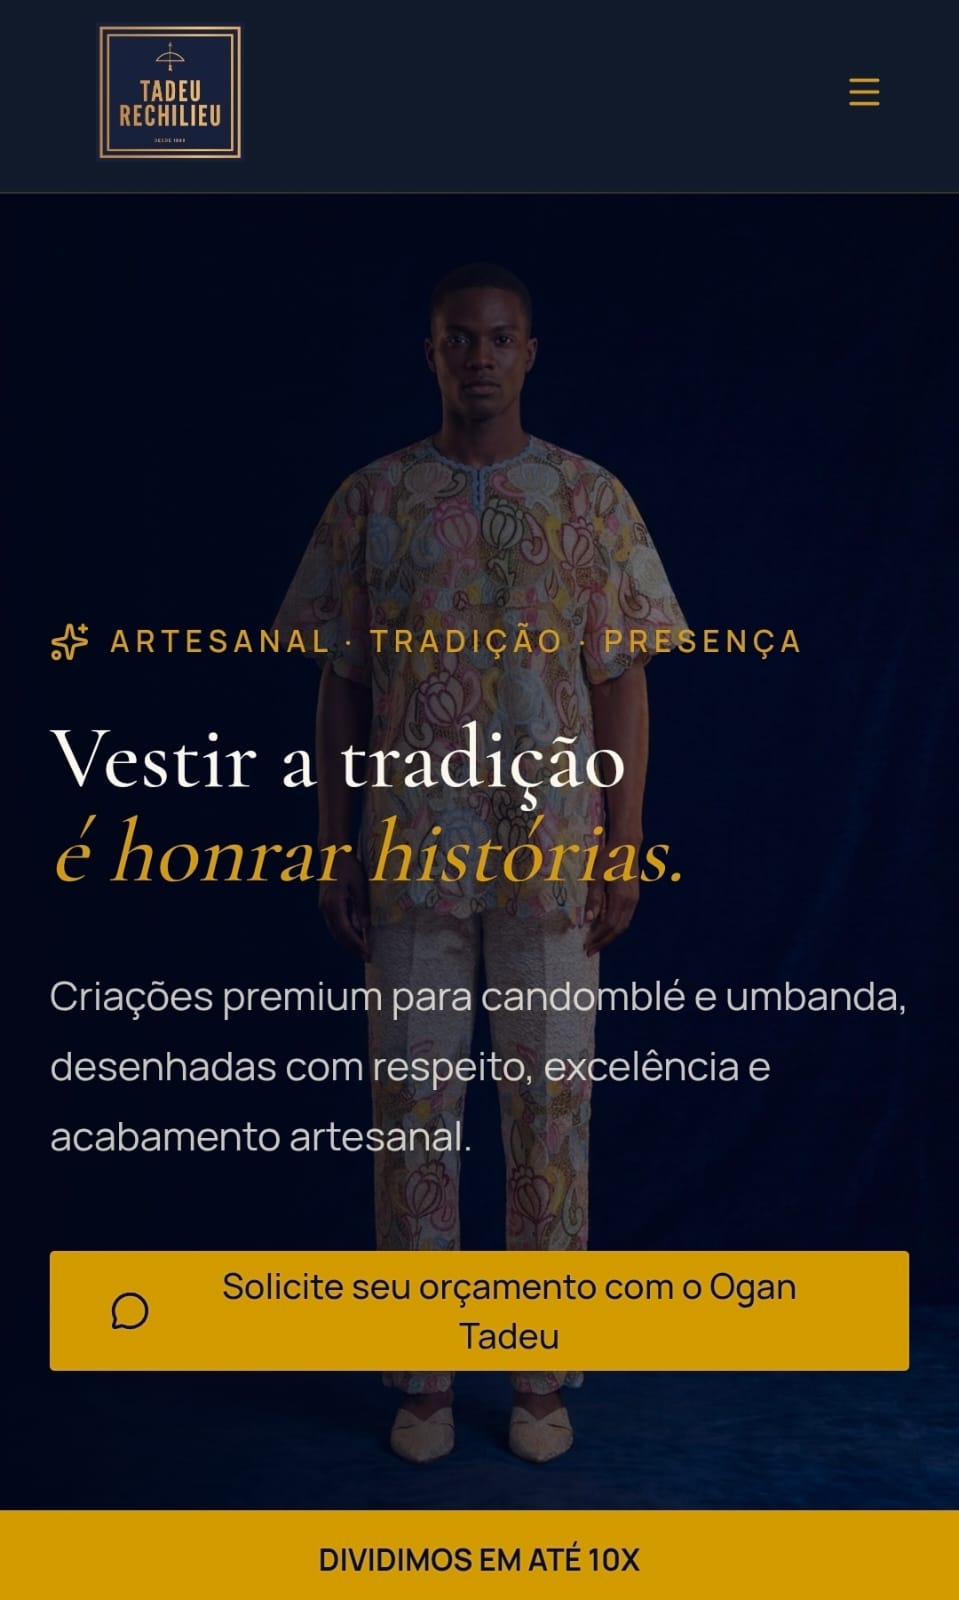 TADEU
RECHILIEU
ARTESANAL · TRADIÇÃO · PRESENÇA
Vestir a tradição
é honrar histórias.
Criações premium para candomblé e umbanda,
desenhadas com respeito, excelência e
acabamento artesanal.
Solicite seu orçamento com o Ogan
Tadeu
DIVIDIMOS EM ATÉ 10X